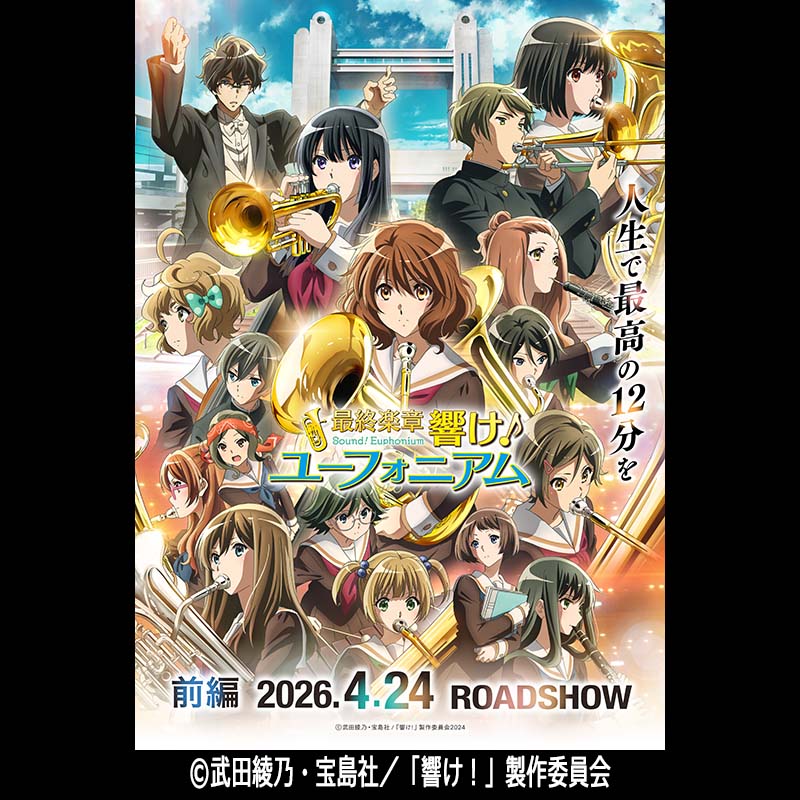 人生で最高の12分を
最終楽章 響け!
Sound! Euphonium
ユーフォニアム
前編 2026.4.24 ROADSHOW
©武田綾乃・宝島社/「響け!」製作委員会2024
©武田綾乃・宝島社/「響け!」製作委員会